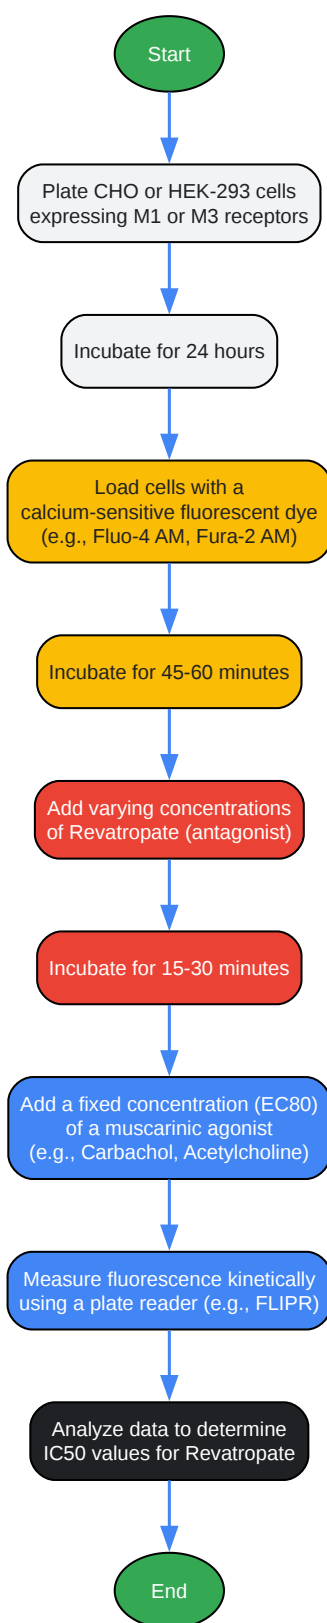 Start
Plate CHO or HEK-293 cells
expressing M1 or M3 receptors
Incubate for 24 hours
Load cells with a
calcium-sensitive fluorescent dye
(e.g., Fluo-4 AM, Fura-2 AM)
Incubate for 45-60 minutes
Add varying concentrations
of Revatropate (antagonist)
Incubate for 15-30 minutes
Add a fixed concentration (EC80)
of a muscarinic agonist
(e.g., Carbachol, Acetylcholine)
Measure fluorescence kinetically
using a plate reader (e.g., FLIPR)
Analyze data to determine
IC50 values for Revatropate
End